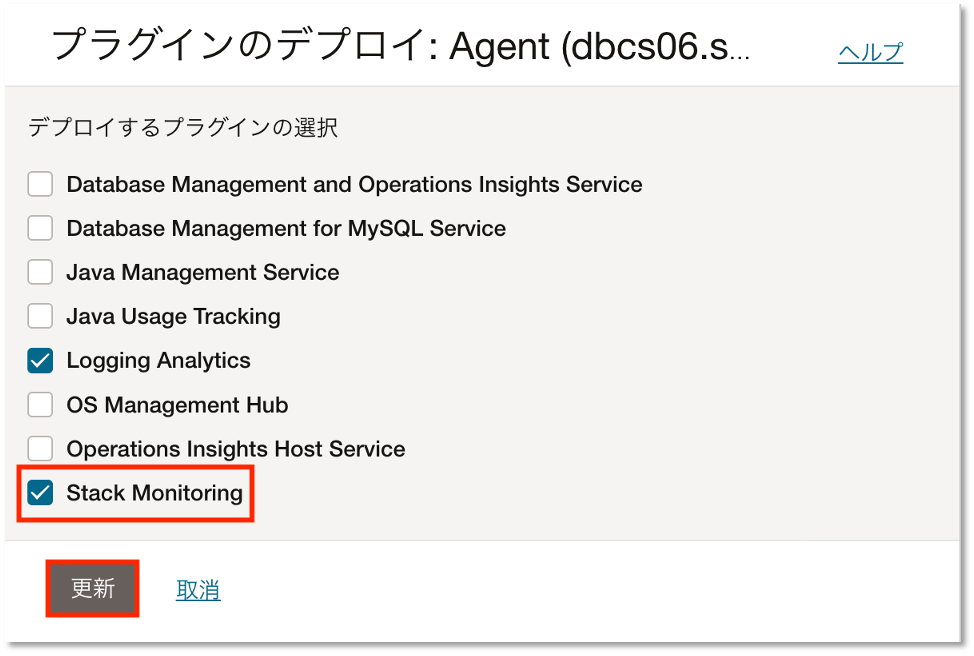 プラグインのデプロイ: Agent (dbcs06.s...
ヘルプ
デプロイするプラグインの選択
Database Management and Operations Insights Service
Database Management for MySQL Service
Java Management Service
Java Usage Tracking
Logging Analytics
OS Management Hub
Operations Insights Host Service
Stack Monitoring
更新
取消